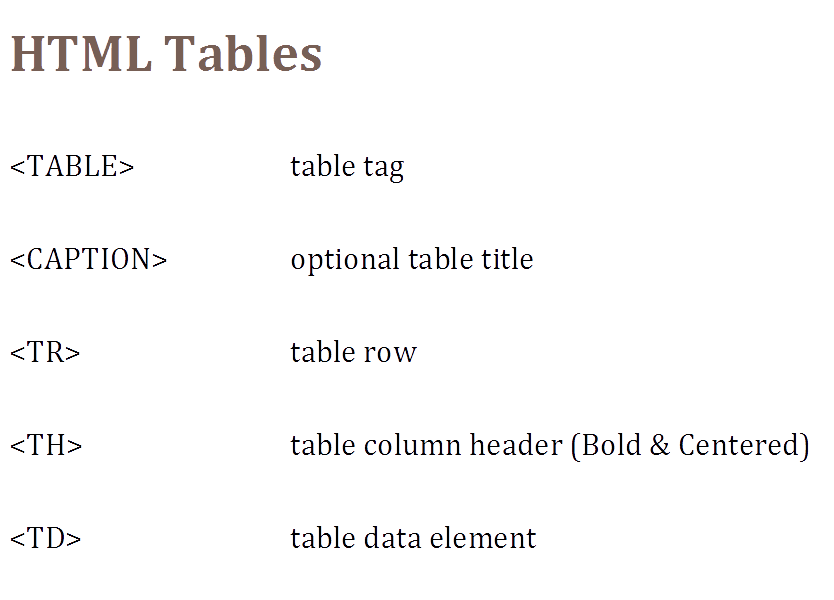 HTML Tables
<TABLE> table tag
<CAPTION> optional table title
<TR> table row
<TH> table column header (Bold & Centered)
<TD> table data element